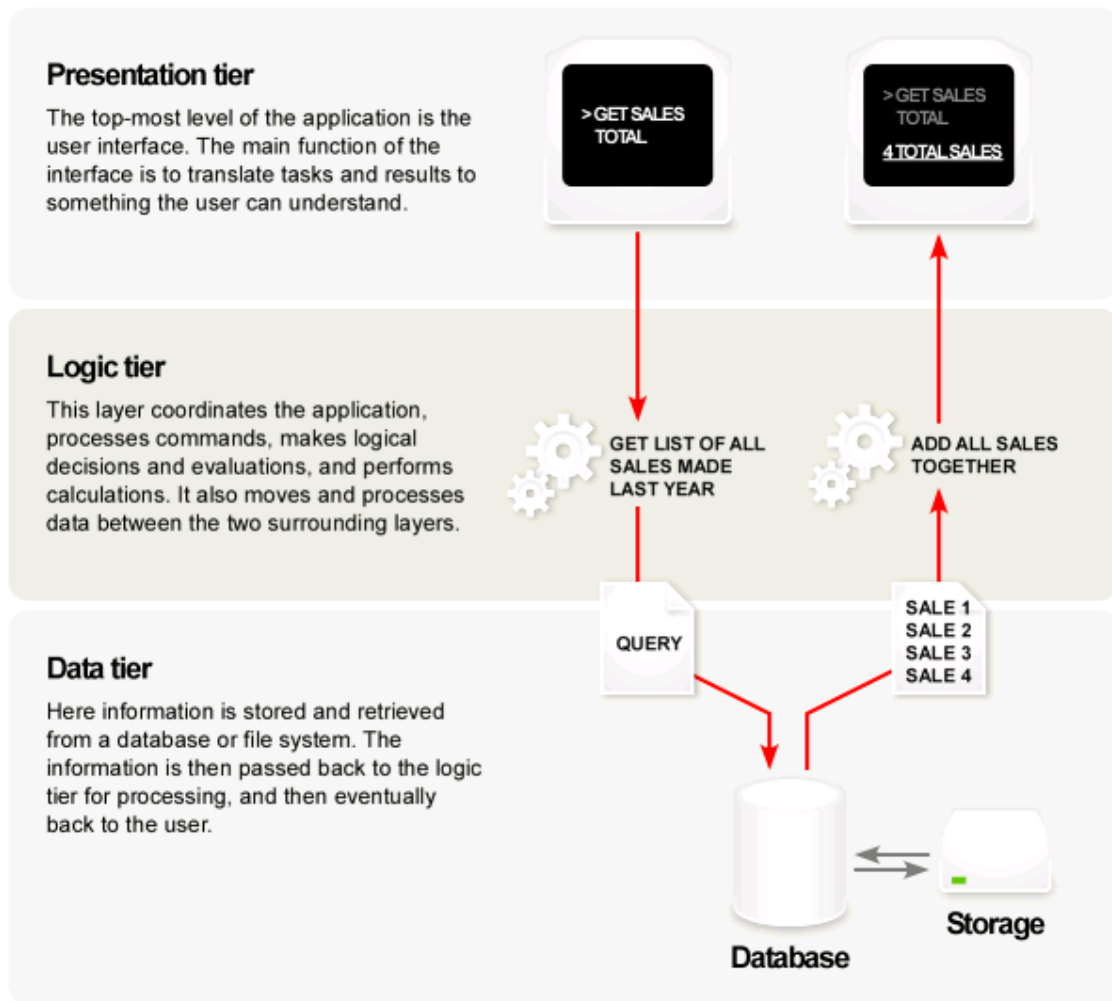 Presentation tier
The top-most level of the application is the
user interface. The main function of the
interface is to translate tasks and results to
something the user can understand.
> GET SALES
TOTAL
> GET SALES
TOTAL
4 TOTAL SALES
Logic tier
This layer coordinates the application,
processes commands, makes logical
decisions and evaluations, and performs
calculations. It also moves and processes
data between the two surrounding layers.
GET LIST OF ALL
SALES MADE
LAST YEAR
ADD ALL SALES
TOGETHER
QUERY
SALE 1
SALE 2
SALE 3
SALE 4
Data tier
Here information is stored and retrieved
from a database or file system. The
information is then passed back to the logic
tier for processing, and then eventually
back to the user.
Database
Storage